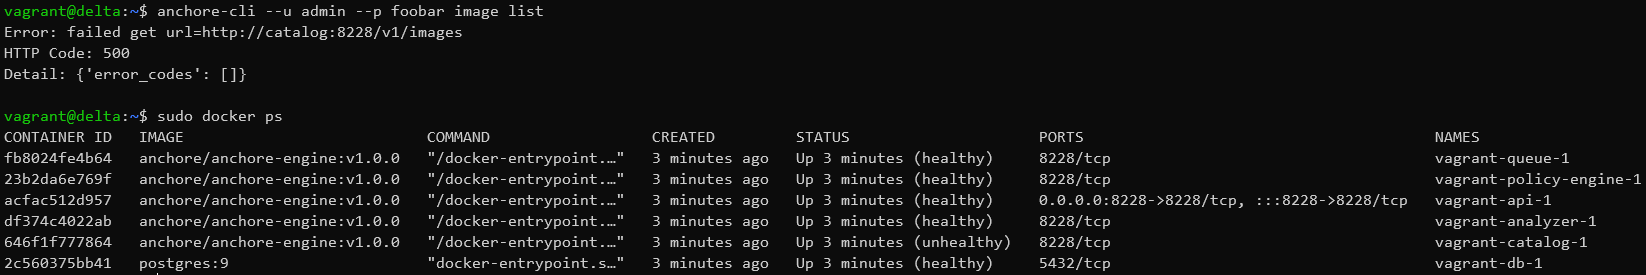 vagrant@delta:~$ anchore-cli --u admin --p foobar image list
Error: failed get url=http://catalog:8228/v1/images
HTTP Code: 500
Detail: {'error_codes': []}
vagrant@delta:~$ sudo docker ps
CONTAINER ID   IMAGE                           COMMAND                  CREATED         STATUS                     PORTS                                       NAMES
fb8024fe4b64   anchore/anchore-engine:v1.0.0   "/docker-entrypoint.…"   3 minutes ago   Up 3 minutes (healthy)     8228/tcp                                    vagrant-queue-1
23b2da6e769f   anchore/anchore-engine:v1.0.0   "/docker-entrypoint.…"   3 minutes ago   Up 3 minutes (healthy)     8228/tcp                                    vagrant-policy-engine-1
acfac512d957   anchore/anchore-engine:v1.0.0   "/docker-entrypoint.…"   3 minutes ago   Up 3 minutes (healthy)     0.0.0.0:8228->8228/tcp, :::8228->8228/tcp   vagrant-api-1
df374c4022ab   anchore/anchore-engine:v1.0.0   "/docker-entrypoint.…"   3 minutes ago   Up 3 minutes (healthy)     8228/tcp                                    vagrant-analyzer-1
646f1f777864   anchore/anchore-engine:v1.0.0   "/docker-entrypoint.…"   3 minutes ago   Up 3 minutes (unhealthy)   8228/tcp                                    vagrant-catalog-1
2c560375bb41   postgres:9                      "docker-entrypoint.s…"   3 minutes ago   Up 3 minutes (healthy)     5432/tcp                                    vagrant-db-1